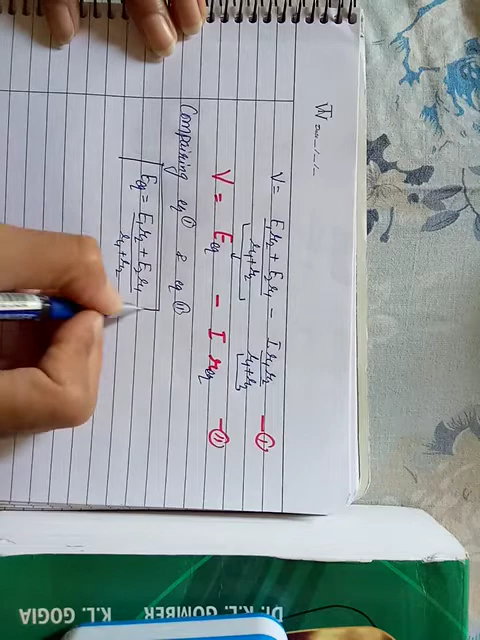 V = E₁r₂ + E₂r₁ / r₁+r₂ − I r₁r₂ / r₁+r₂ −①
V = Eeq − I req −⑪
Comparing eq ① & eq ⑪
Eeq = E₁r₂ + E₂r₁ / r₁+r₂
Dr. K.L. GOMBER K.L. GOGIA